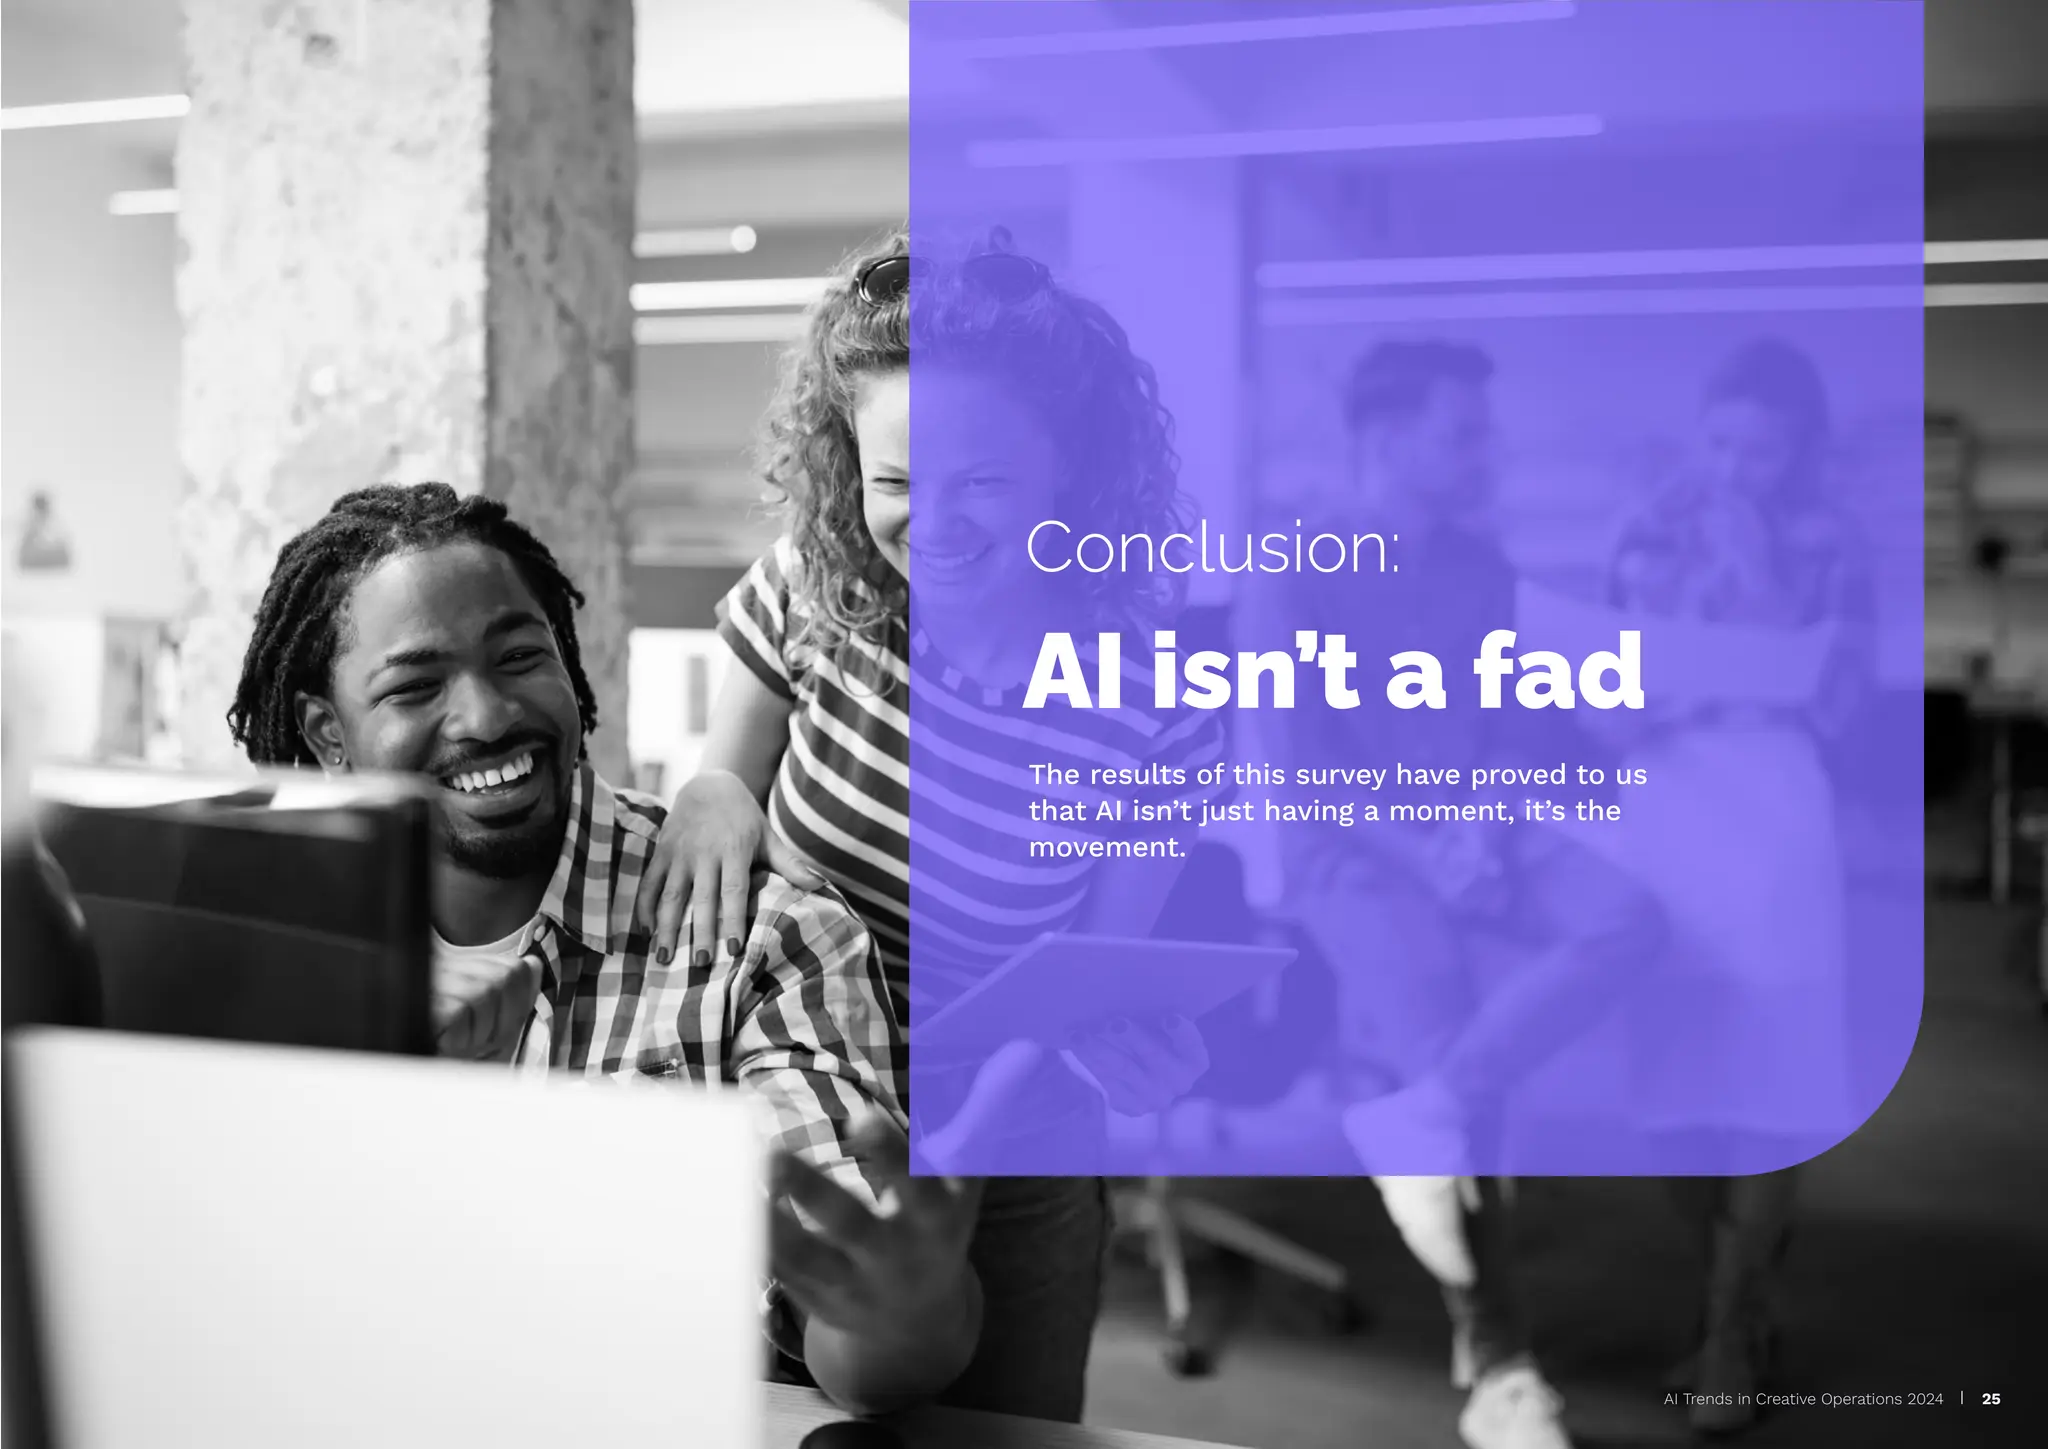 Conclusion:
AI isn’t a fad
The results of this survey have proved to us
that AI isn’t just having a moment, it’s the
movement.
AI Trends in Creative Operations 2024 | 25